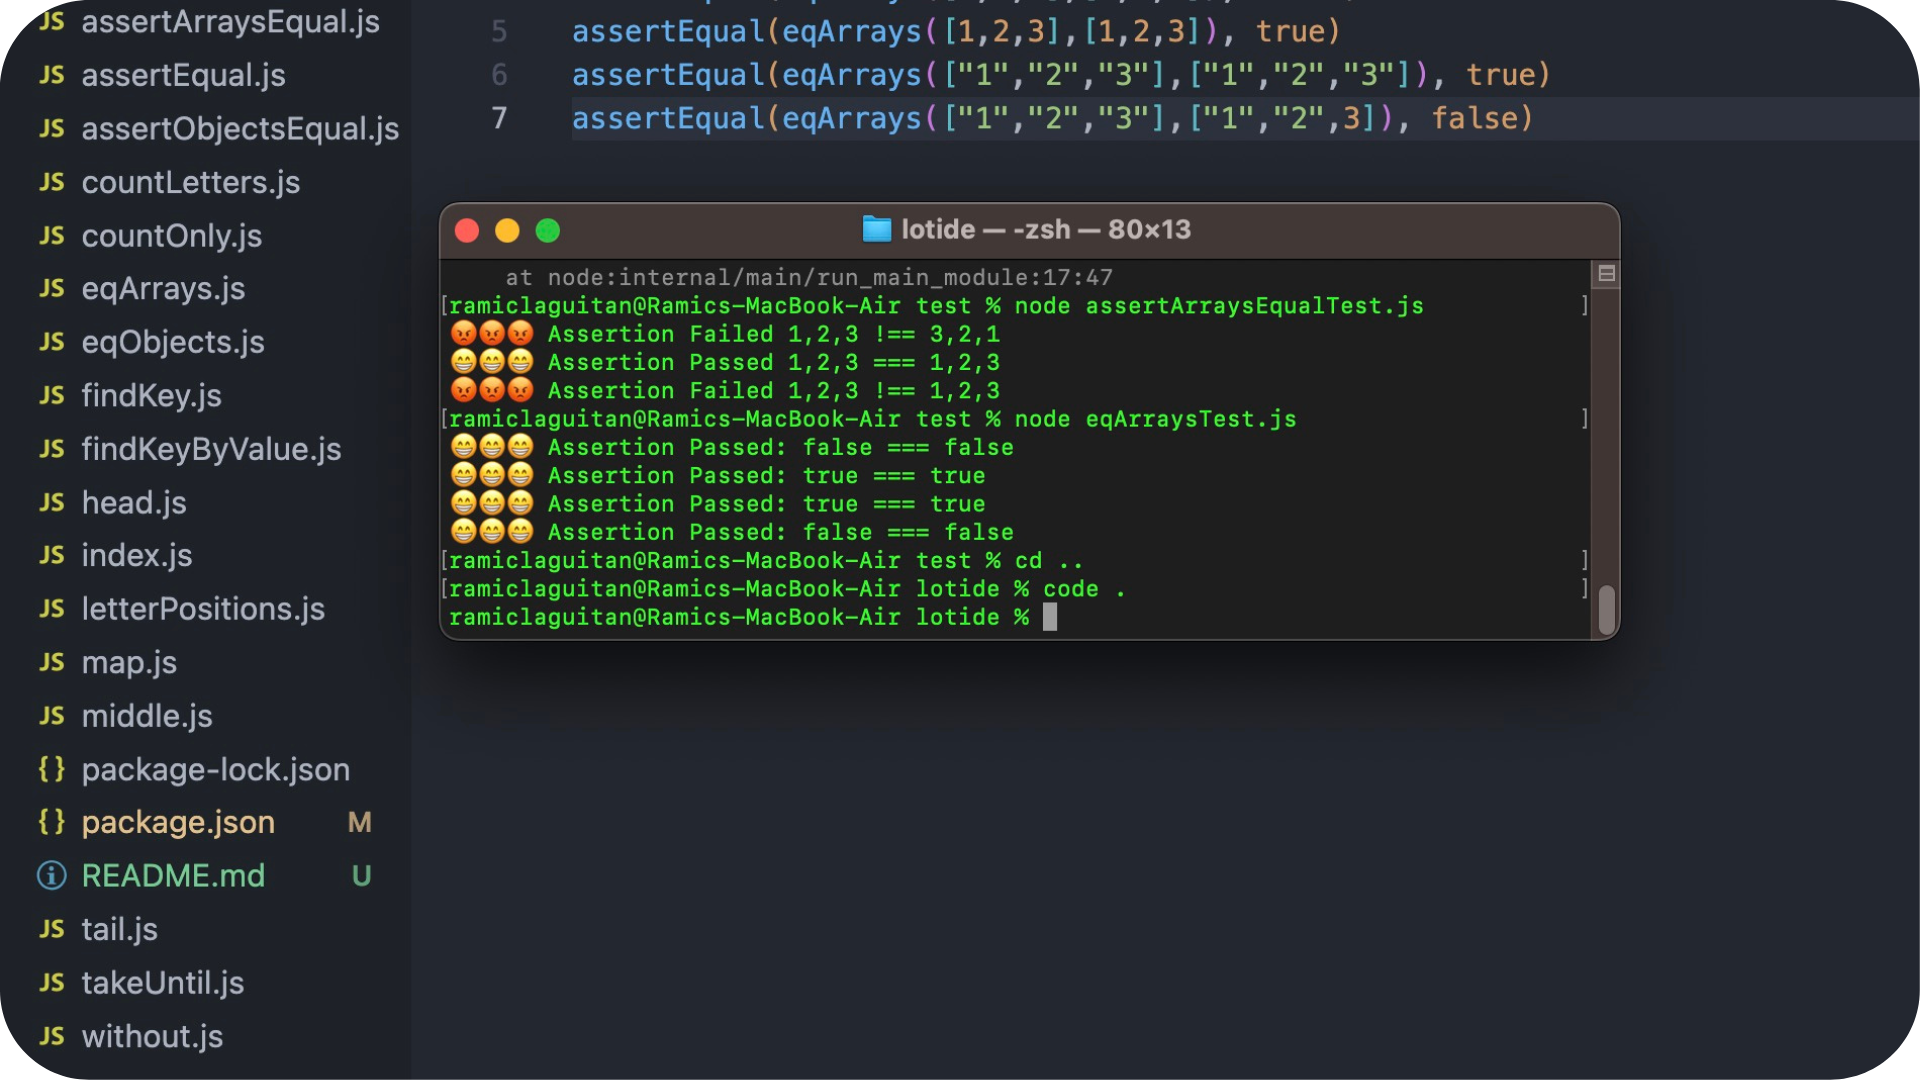 JS assertArraysEqual.js
JS assertEqual.js
JS assertObjectsEqual.js
JS countLetters.js
JS countOnly.js
JS eqArrays.js
JS eqObjects.js
JS findKey.js
JS findKeyByValue.js
JS head.js
JS index.js
JS letterPositions.js
JS map.js
JS middle.js
{} package-lock.json
{} package.json M
README.md U
JS tail.js
JS takeUntil.js
JS without.js
5 assertEqual(eqArrays([1,2,3],[1,2,3]), true)
6 assertEqual(eqArrays(["1","2","3"],["1","2","3"]), true)
7 assertEqual(eqArrays(["1","2","3"],["1","2",3]), false)
lotide — -zsh — 80×13
at node:internal/main/run_main_module:17:47
[ramiclaguitan@Ramics-MacBook-Air test % node assertArraysEqualTest.js ]
😡😡😡 Assertion Failed 1,2,3 !== 3,2,1
😁😁😁 Assertion Passed 1,2,3 === 1,2,3
😡😡😡 Assertion Failed 1,2,3 !== 1,2,3
[ramiclaguitan@Ramics-MacBook-Air test % node eqArraysTest.js ]
😁😁😁 Assertion Passed: false === false
😁😁😁 Assertion Passed: true === true
😁😁😁 Assertion Passed: true === true
😁😁😁 Assertion Passed: false === false
[ramiclaguitan@Ramics-MacBook-Air test % cd .. ]
[ramiclaguitan@Ramics-MacBook-Air lotide % code . ]
ramiclaguitan@Ramics-MacBook-Air lotide %